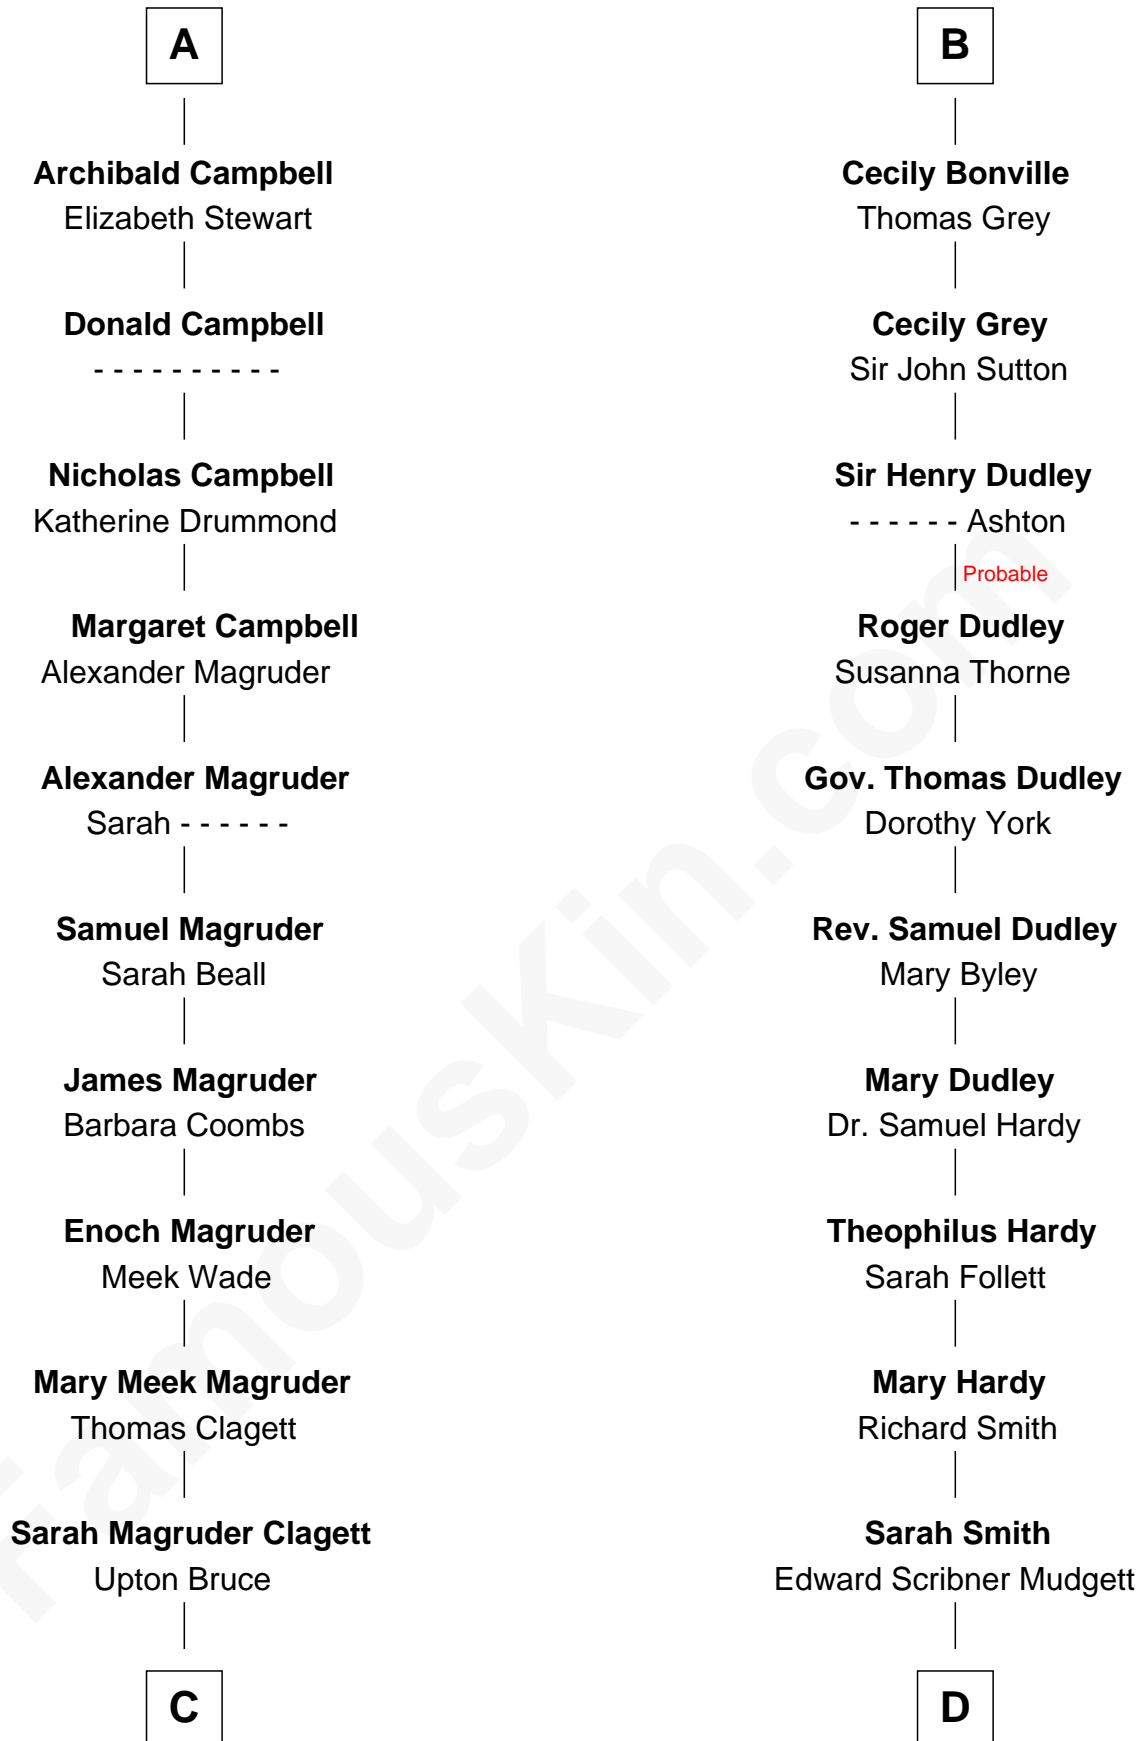 A
Archibald Campbell
Elizabeth Stewart
Donald Campbell
- - - - - - - - - -
Nicholas Campbell
Katherine Drummond
Margaret Campbell
Alexander Magruder
Alexander Magruder
Sarah - - - - - -
Samuel Magruder
Sarah Beall
James Magruder
Barbara Coombs
Enoch Magruder
Meek Wade
Mary Meek Magruder
Thomas Clagett
Sarah Magruder Clagett
Upton Bruce
C
B
Cecily Bonville
Thomas Grey
Cecily Grey
Sir John Sutton
Sir Henry Dudley
- - - - - - Ashton
Probable
Roger Dudley
Susanna Thorne
Gov. Thomas Dudley
Dorothy York
Rev. Samuel Dudley
Mary Byley
Mary Dudley
Dr. Samuel Hardy
Theophilus Hardy
Sarah Follett
Mary Hardy
Richard Smith
Sarah Smith
Edward Scribner Mudgett
D
FamousKin.com